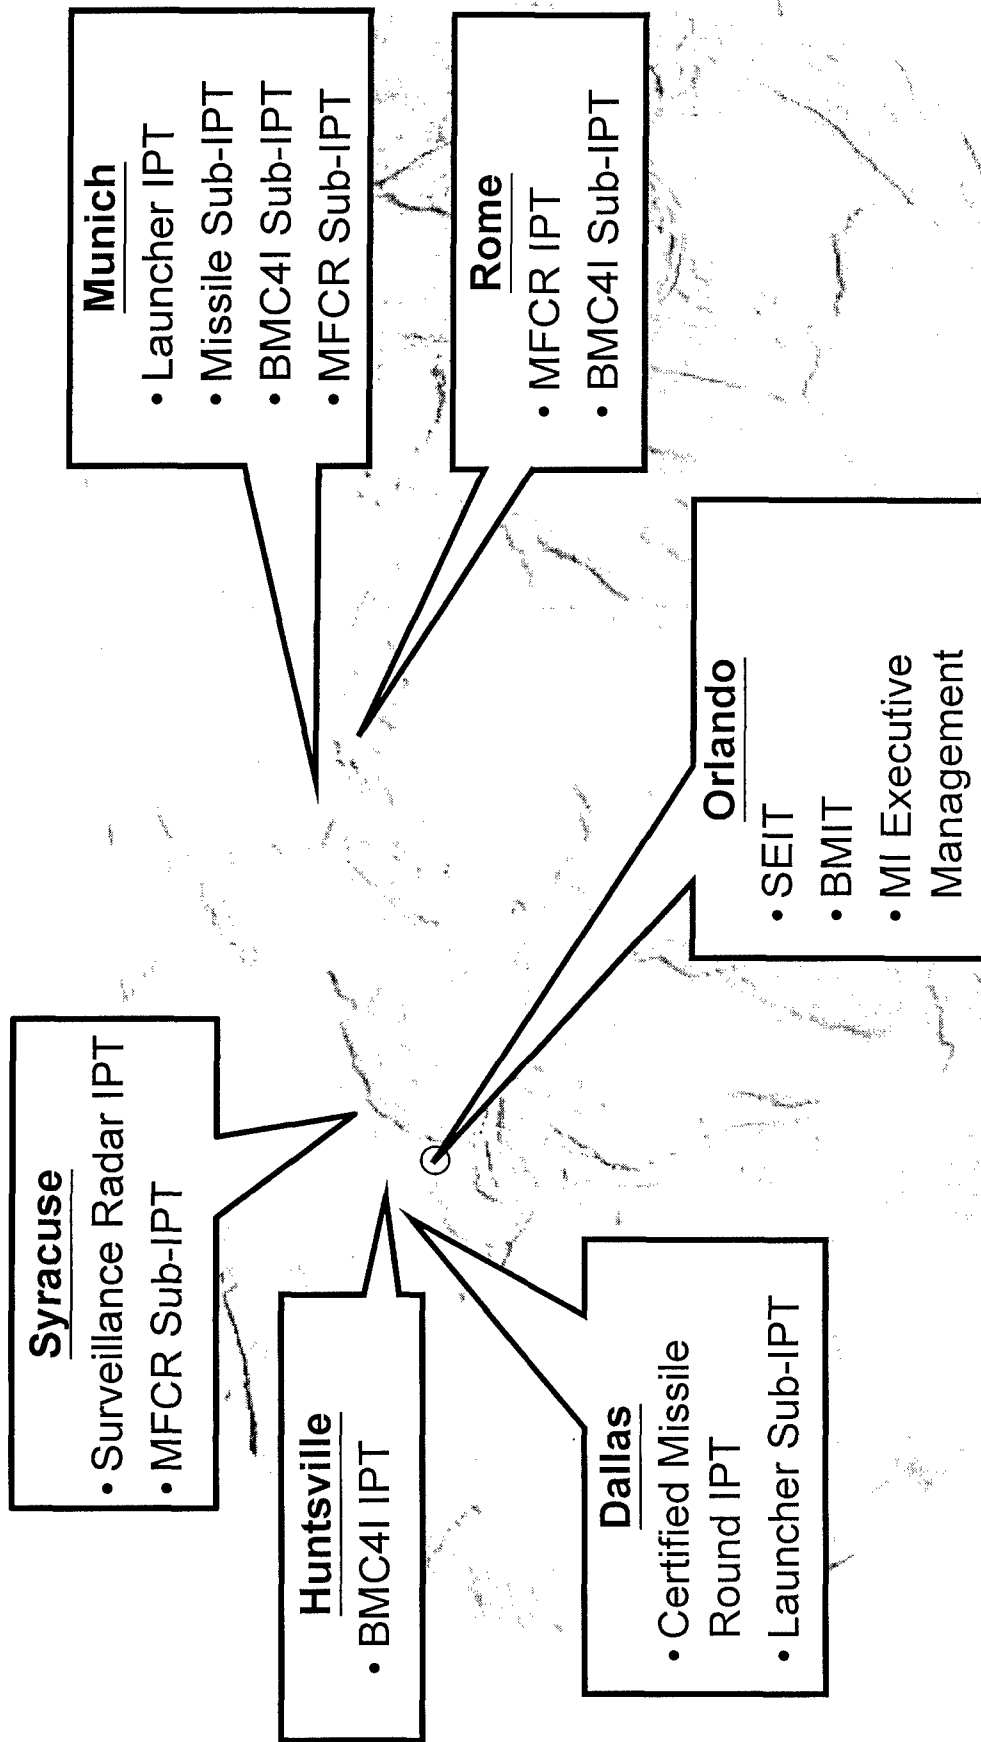 Syracuse
• Surveillance Radar IPT
• MFCR Sub-IPT
Munich
• Launcher IPT
• Missile Sub-IPT
• BMC4I Sub-IPT
• MFCR Sub-IPT
Huntsville
• BMC4I IPT
Rome
• MFCR IPT
• BMC4I Sub-IPT
Dallas
• Certified Missile
Round IPT
• Launcher Sub-IPT
Orlando
• SEIT
• BMIT
• MI Executive
Management